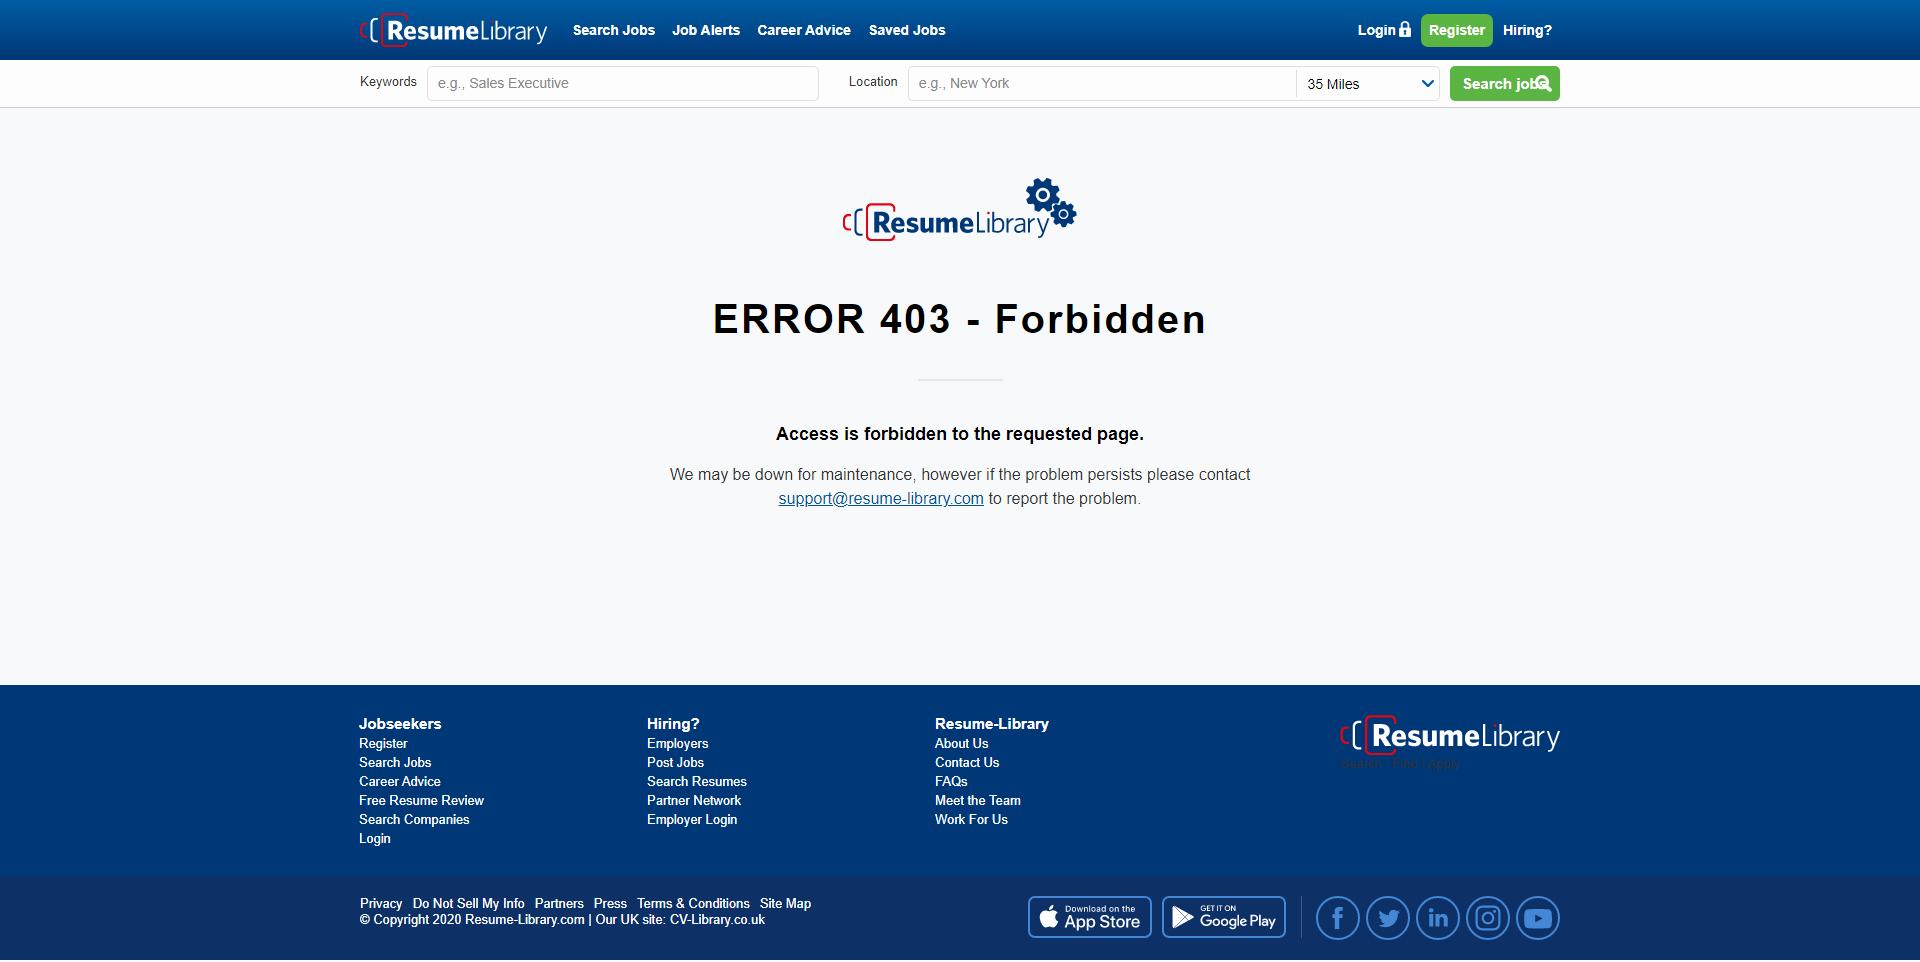 ResumeLibrary Search Jobs Job Alerts Career Advice Saved Jobs Login Register Hiring?
Keywords e.g., Sales Executive Location e.g., New York 35 Miles Search jobs
ResumeLibrary
ERROR 403 - Forbidden
Access is forbidden to the requested page.
We may be down for maintenance, however if the problem persists please contact
support@resume-library.com to report the problem.
Jobseekers
Register
Search Jobs
Career Advice
Free Resume Review
Search Companies
Login
Hiring?
Employers
Post Jobs
Search Resumes
Partner Network
Employer Login
Resume-Library
About Us
Contact Us
FAQs
Meet the Team
Work For Us
ResumeLibrary
Search | Find | Apply
Privacy Do Not Sell My Info Partners Press Terms & Conditions Site Map
© Copyright 2020 Resume-Library.com | Our UK site: CV-Library.co.uk
Download on the
App Store
GET IT ON
Google Play